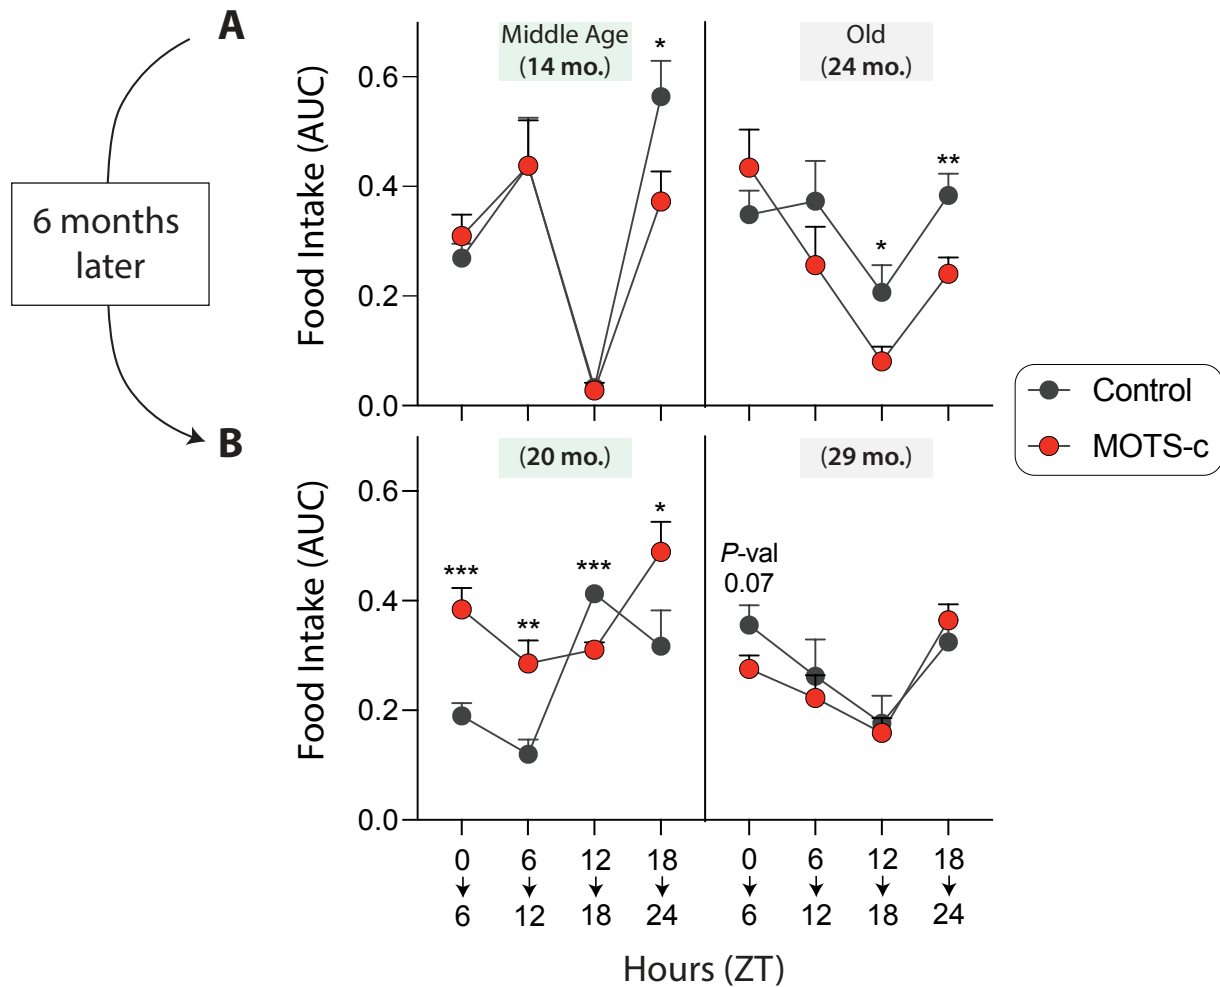 A
6 months
later
B
Middle Age
(14 mo.)
Old
(24 mo.)
Food Intake (AUC)
0.6
0.4
0.2
0.0
*
*
**
(20 mo.)
(29 mo.)
Food Intake (AUC)
0.6
0.4
0.2
0.0
***
**
***
*
P-val
0.07
0 6 12 18 0 6 12 18
6 12 18 24 6 12 18 24
Hours (ZT)
Control
MOTS-c